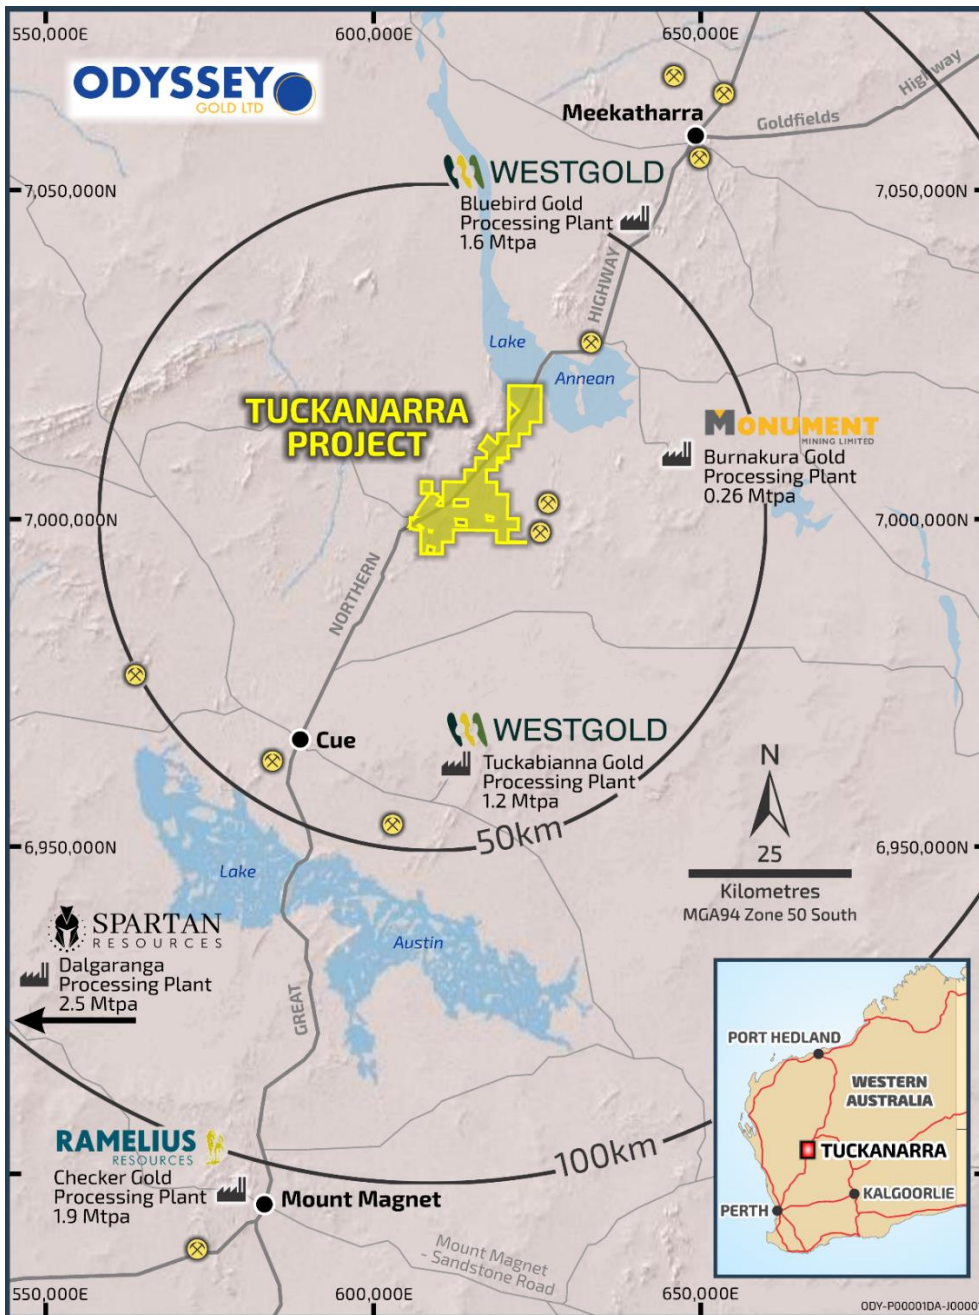 550,000E
600,000E
650,000E
ODYSSEY
GOLD LTD
Highway
Goldfields
Meekatharra
WESTGOLD
Bluebird Gold
Processing Plant
1.6 Mtpa
7,050,000N
7,050,000N
HIGHWAY
Lake
Annean
TUCKANARRA
PROJECT
MONUMENT
MINING LIMITED
Burnakura Gold
Processing Plant
0.26 Mtpa
7,000,000N
7,000,000N
NORTHERN
Cue
WESTGOLD
Tuckabianna Gold
Processing Plant
1.2 Mtpa
50km
N
25
Kilometres
MGA94 Zone 50 South
6,950,000N
6,950,000N
Lake
Austin
SPARTAN
RESOURCES
Dalgaranga
Processing Plant
2.5 Mtpa
GREAT
PORT HEDLAND
WESTERN
AUSTRALIA
TUCKANARRA
KALGOORLIE
PERTH
RAMELIUS
RESOURCES
Checker Gold
Processing Plant
1.9 Mtpa
100km
Mount Magnet
Mount Magnet
- Sandstone Road
550,000E
600,000E
650,000E